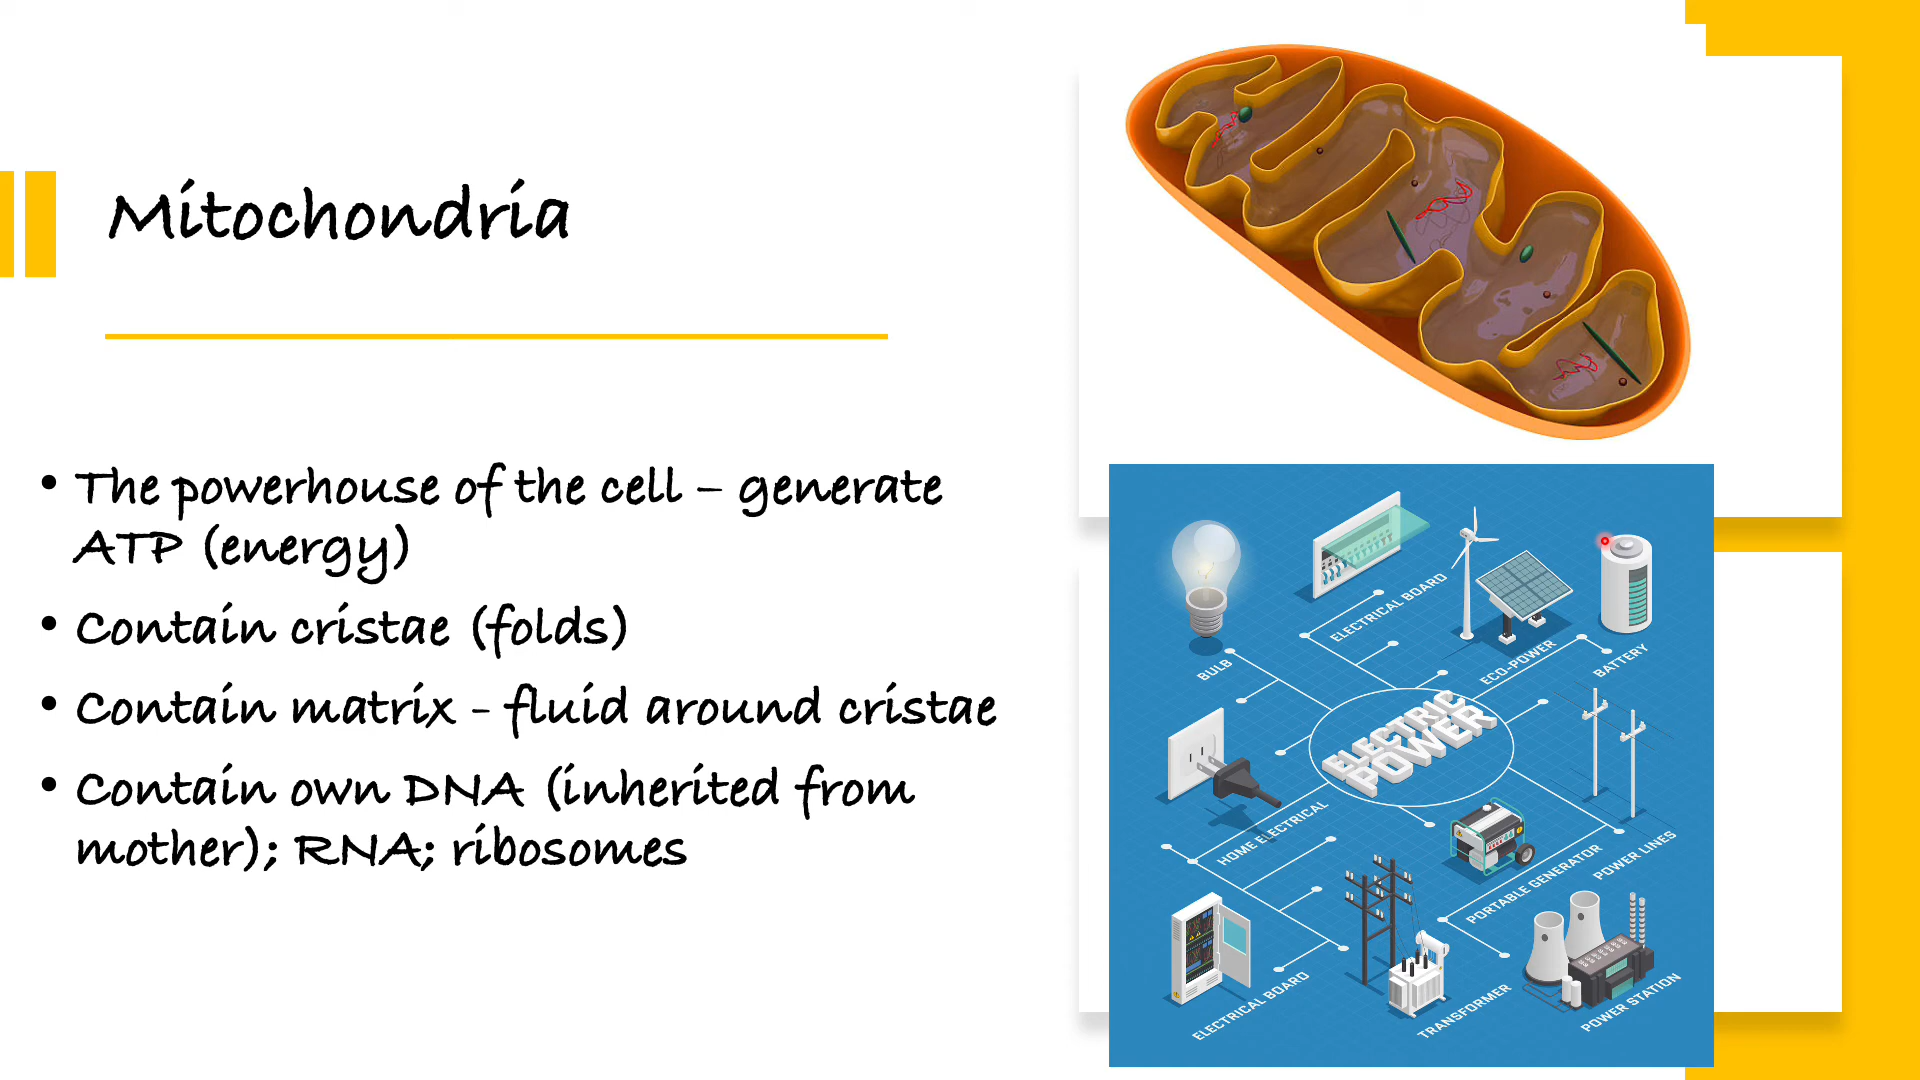 Mitochondria
• The powerhouse of the cell – generate
ATP (energy)
• Contain cristae (folds)
• Contain matrix - fluid around cristae
• Contain own DNA (inherited from
mother); RNA; ribosomes
ELECTRICAL BOARD
BULB
ECO-POWER
BATTERY
ELECTRIC
POWER
HOME ELECTRICAL
POWER LINES
PORTABLE GENERATOR
ELECTRICAL BOARD
TRANSFORMER
POWER STATION